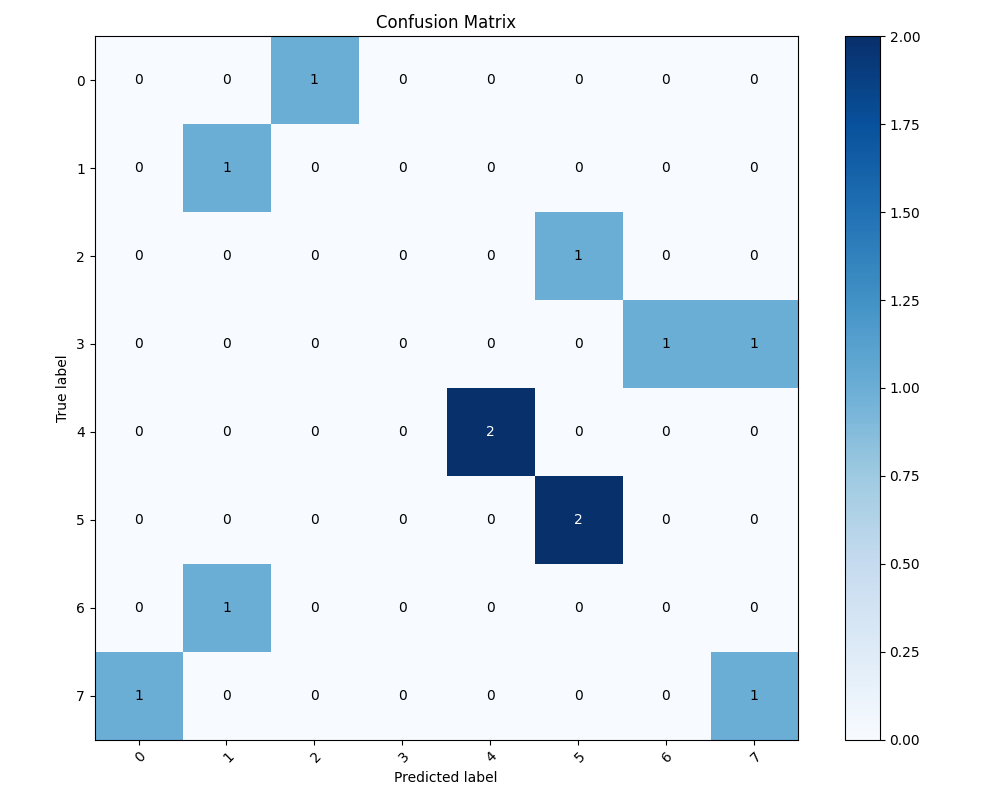 Confusion Matrix
0 0 0 1 0 0 0 0 0
1 0 1 0 0 0 0 0 0
2 0 0 0 0 0 1 0 0
3 0 0 0 0 0 0 1 1
4 0 0 0 0 2 0 0 0
5 0 0 0 0 0 2 0 0
6 0 1 0 0 0 0 0 0
7 1 0 0 0 0 0 0 1
True label
0 1 2 3 4 5 6 7
Predicted label
2.00
1.75
1.50
1.25
1.00
0.75
0.50
0.25
0.00